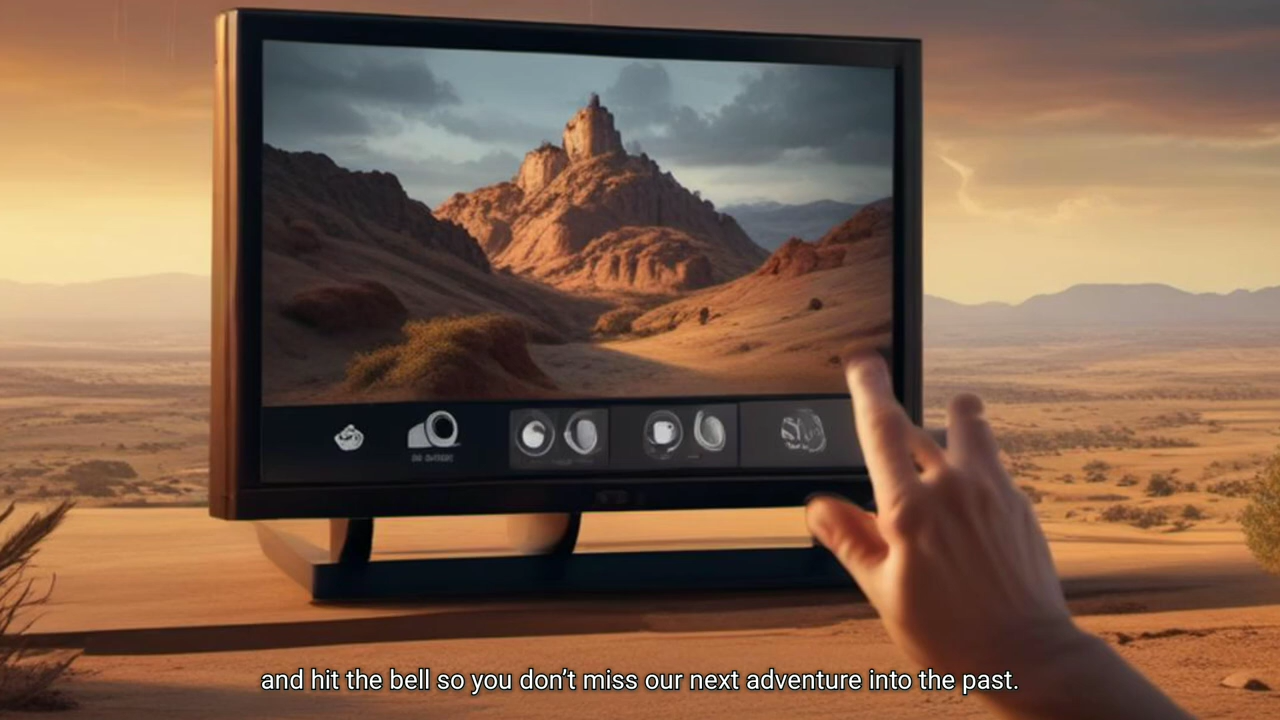 and hit the bell so you don’t miss our next adventure into the past.